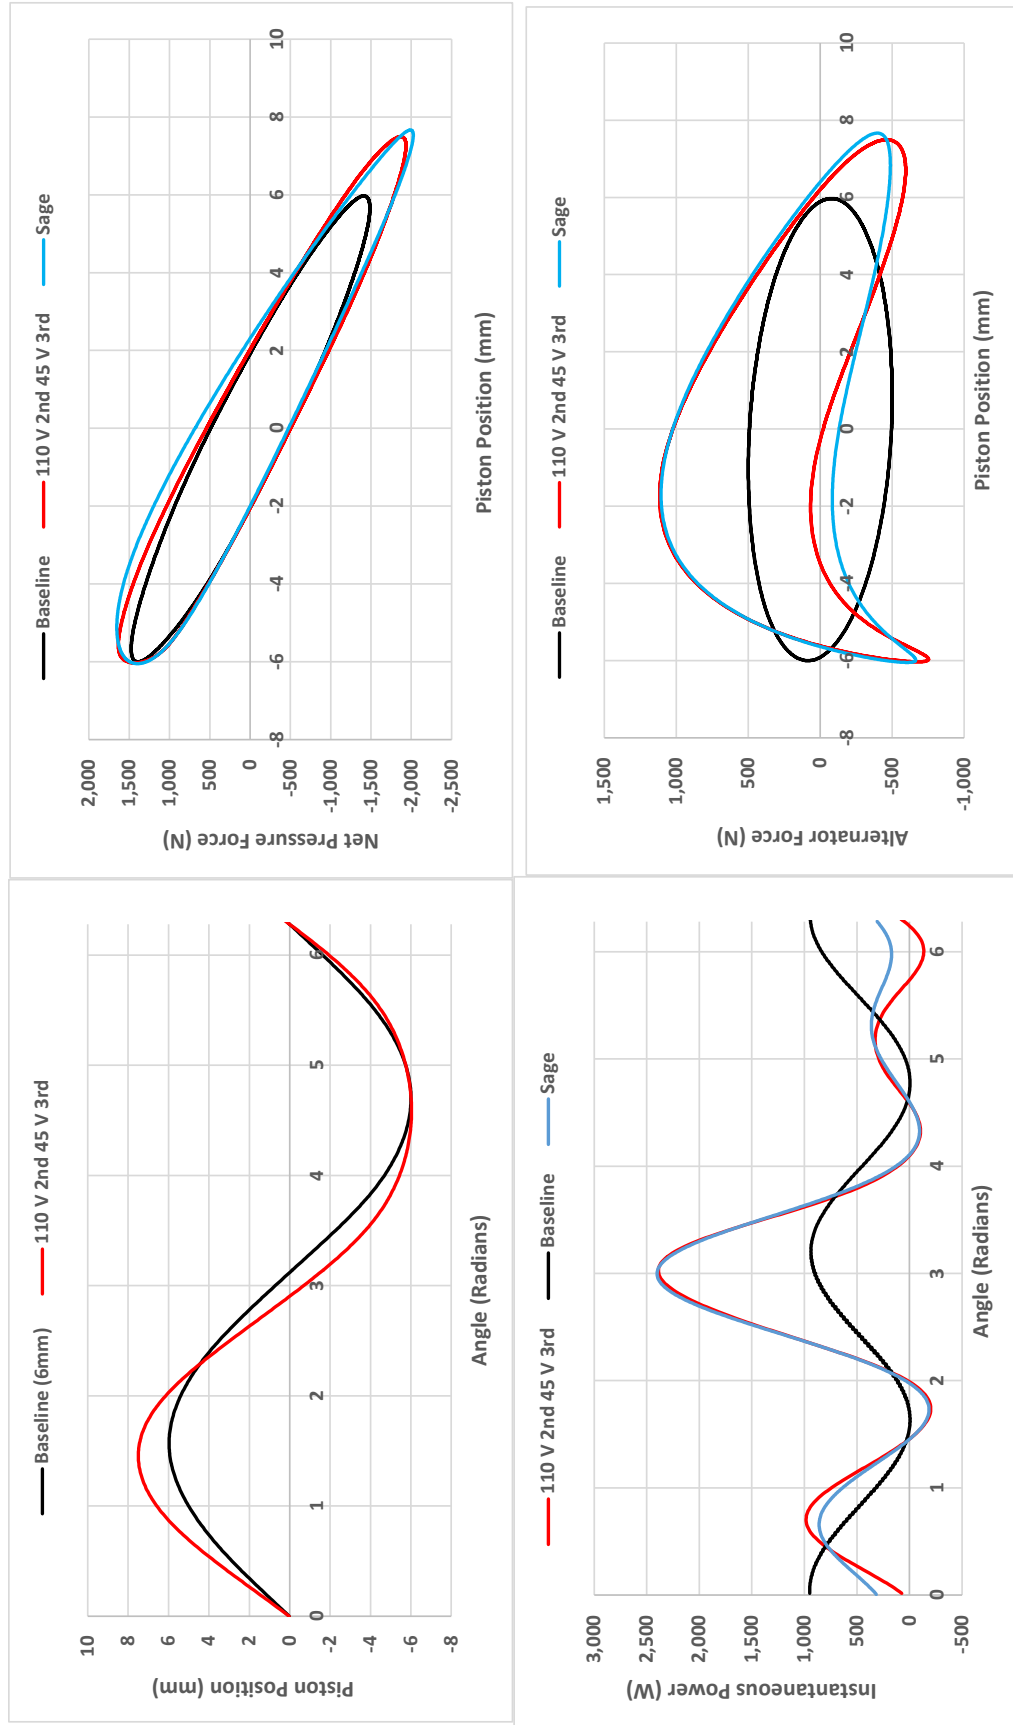 Baseline (6mm) 110 V 2nd 45 V 3rd
Piston Position (mm)
10
8
6
4
2
0
-2
-4
-6
-8
0 1 2 3 4 5 6
Angle (Radians)
Baseline 110 V 2nd 45 V 3rd Sage
Net Pressure Force (N)
2,000
1,500
1,000
500
0
-500
-1,000
-1,500
-2,000
-2,500
-8 -6 -4 -2 0 2 4 6 8 10
Piston Position (mm)
110 V 2nd 45 V 3rd Baseline Sage
Instantaneous Power (W)
3,000
2,500
2,000
1,500
1,000
500
0
-500
0 1 2 3 4 5 6
Angle (Radians)
Baseline 110 V 2nd 45 V 3rd Sage
Alternator Force (N)
1,500
1,000
500
0
-500
-1,000
-8 -6 -4 -2 0 2 4 6 8 10
Piston Position (mm)